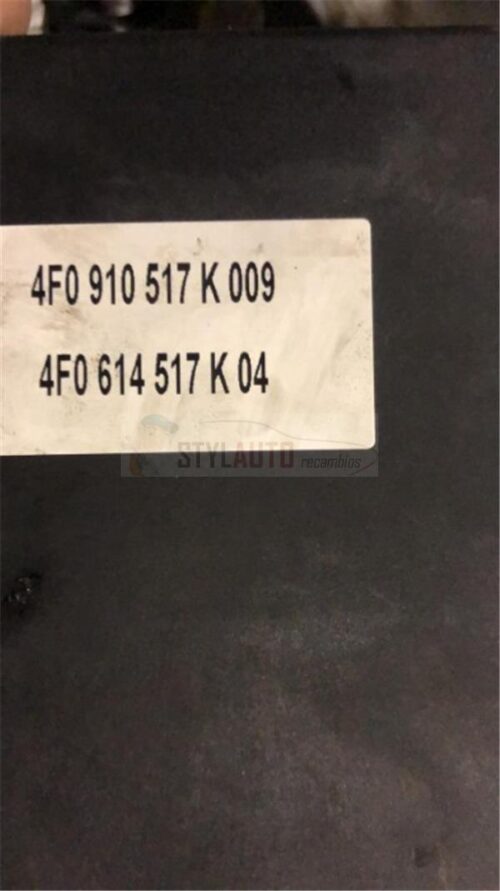 4F0 910 517 K 009
4F0 614 517 K 04
STYLAUTO recambios